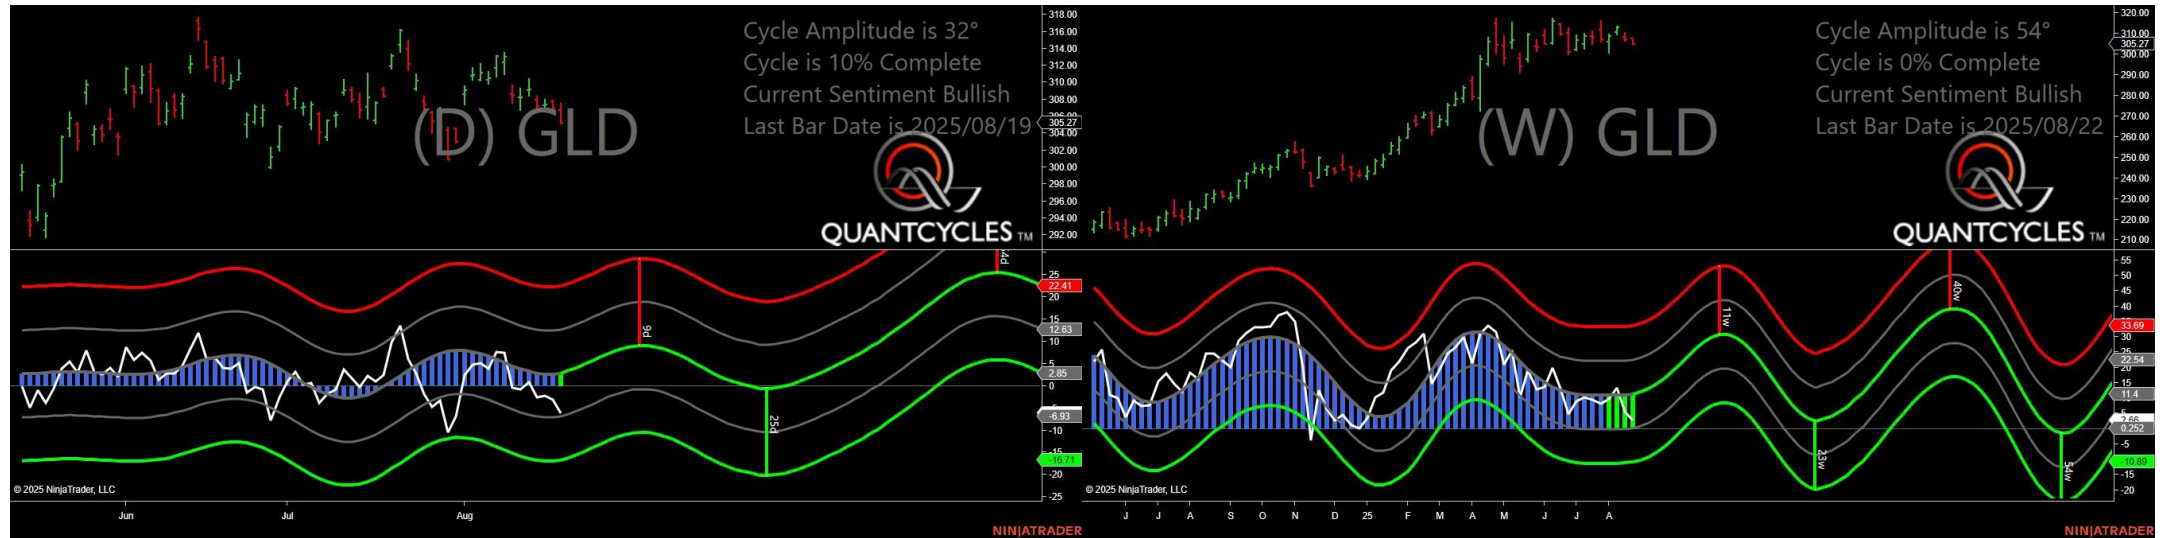 Cycle Amplitude is 32°
Cycle is 10% Complete
Current Sentiment Bullish
Last Bar Date is 2025/08/19
(D) GLD
QUANTCYCLES TM
318.00
316.00
314.00
312.00
310.00
308.00
305.27
304.00
302.00
300.00
298.00
296.00
294.00
292.00
9d
25d
25
22.41
20
15
12.63
10
5
2.85
0
-6.93
-10
-16.71
-20
-25
© 2025 NinjaTrader, LLC
Jun Jul Aug
NINJATRADER
Cycle Amplitude is 54°
Cycle is 0% Complete
Current Sentiment Bullish
Last Bar Date is 2025/08/22
(W) GLD
QUANTCYCLES TM
320.00
310.00
305.27
300.00
290.00
280.00
270.00
260.00
250.00
240.00
230.00
220.00
210.00
11w
23w
40w
54w
55
50
45
40
33.69
30
22.54
20
15
11.4
0.252
-5
-10.89
-15
-20
© 2025 NinjaTrader, LLC
J J A S O N D 25 F M A M J J A
NINJATRADER